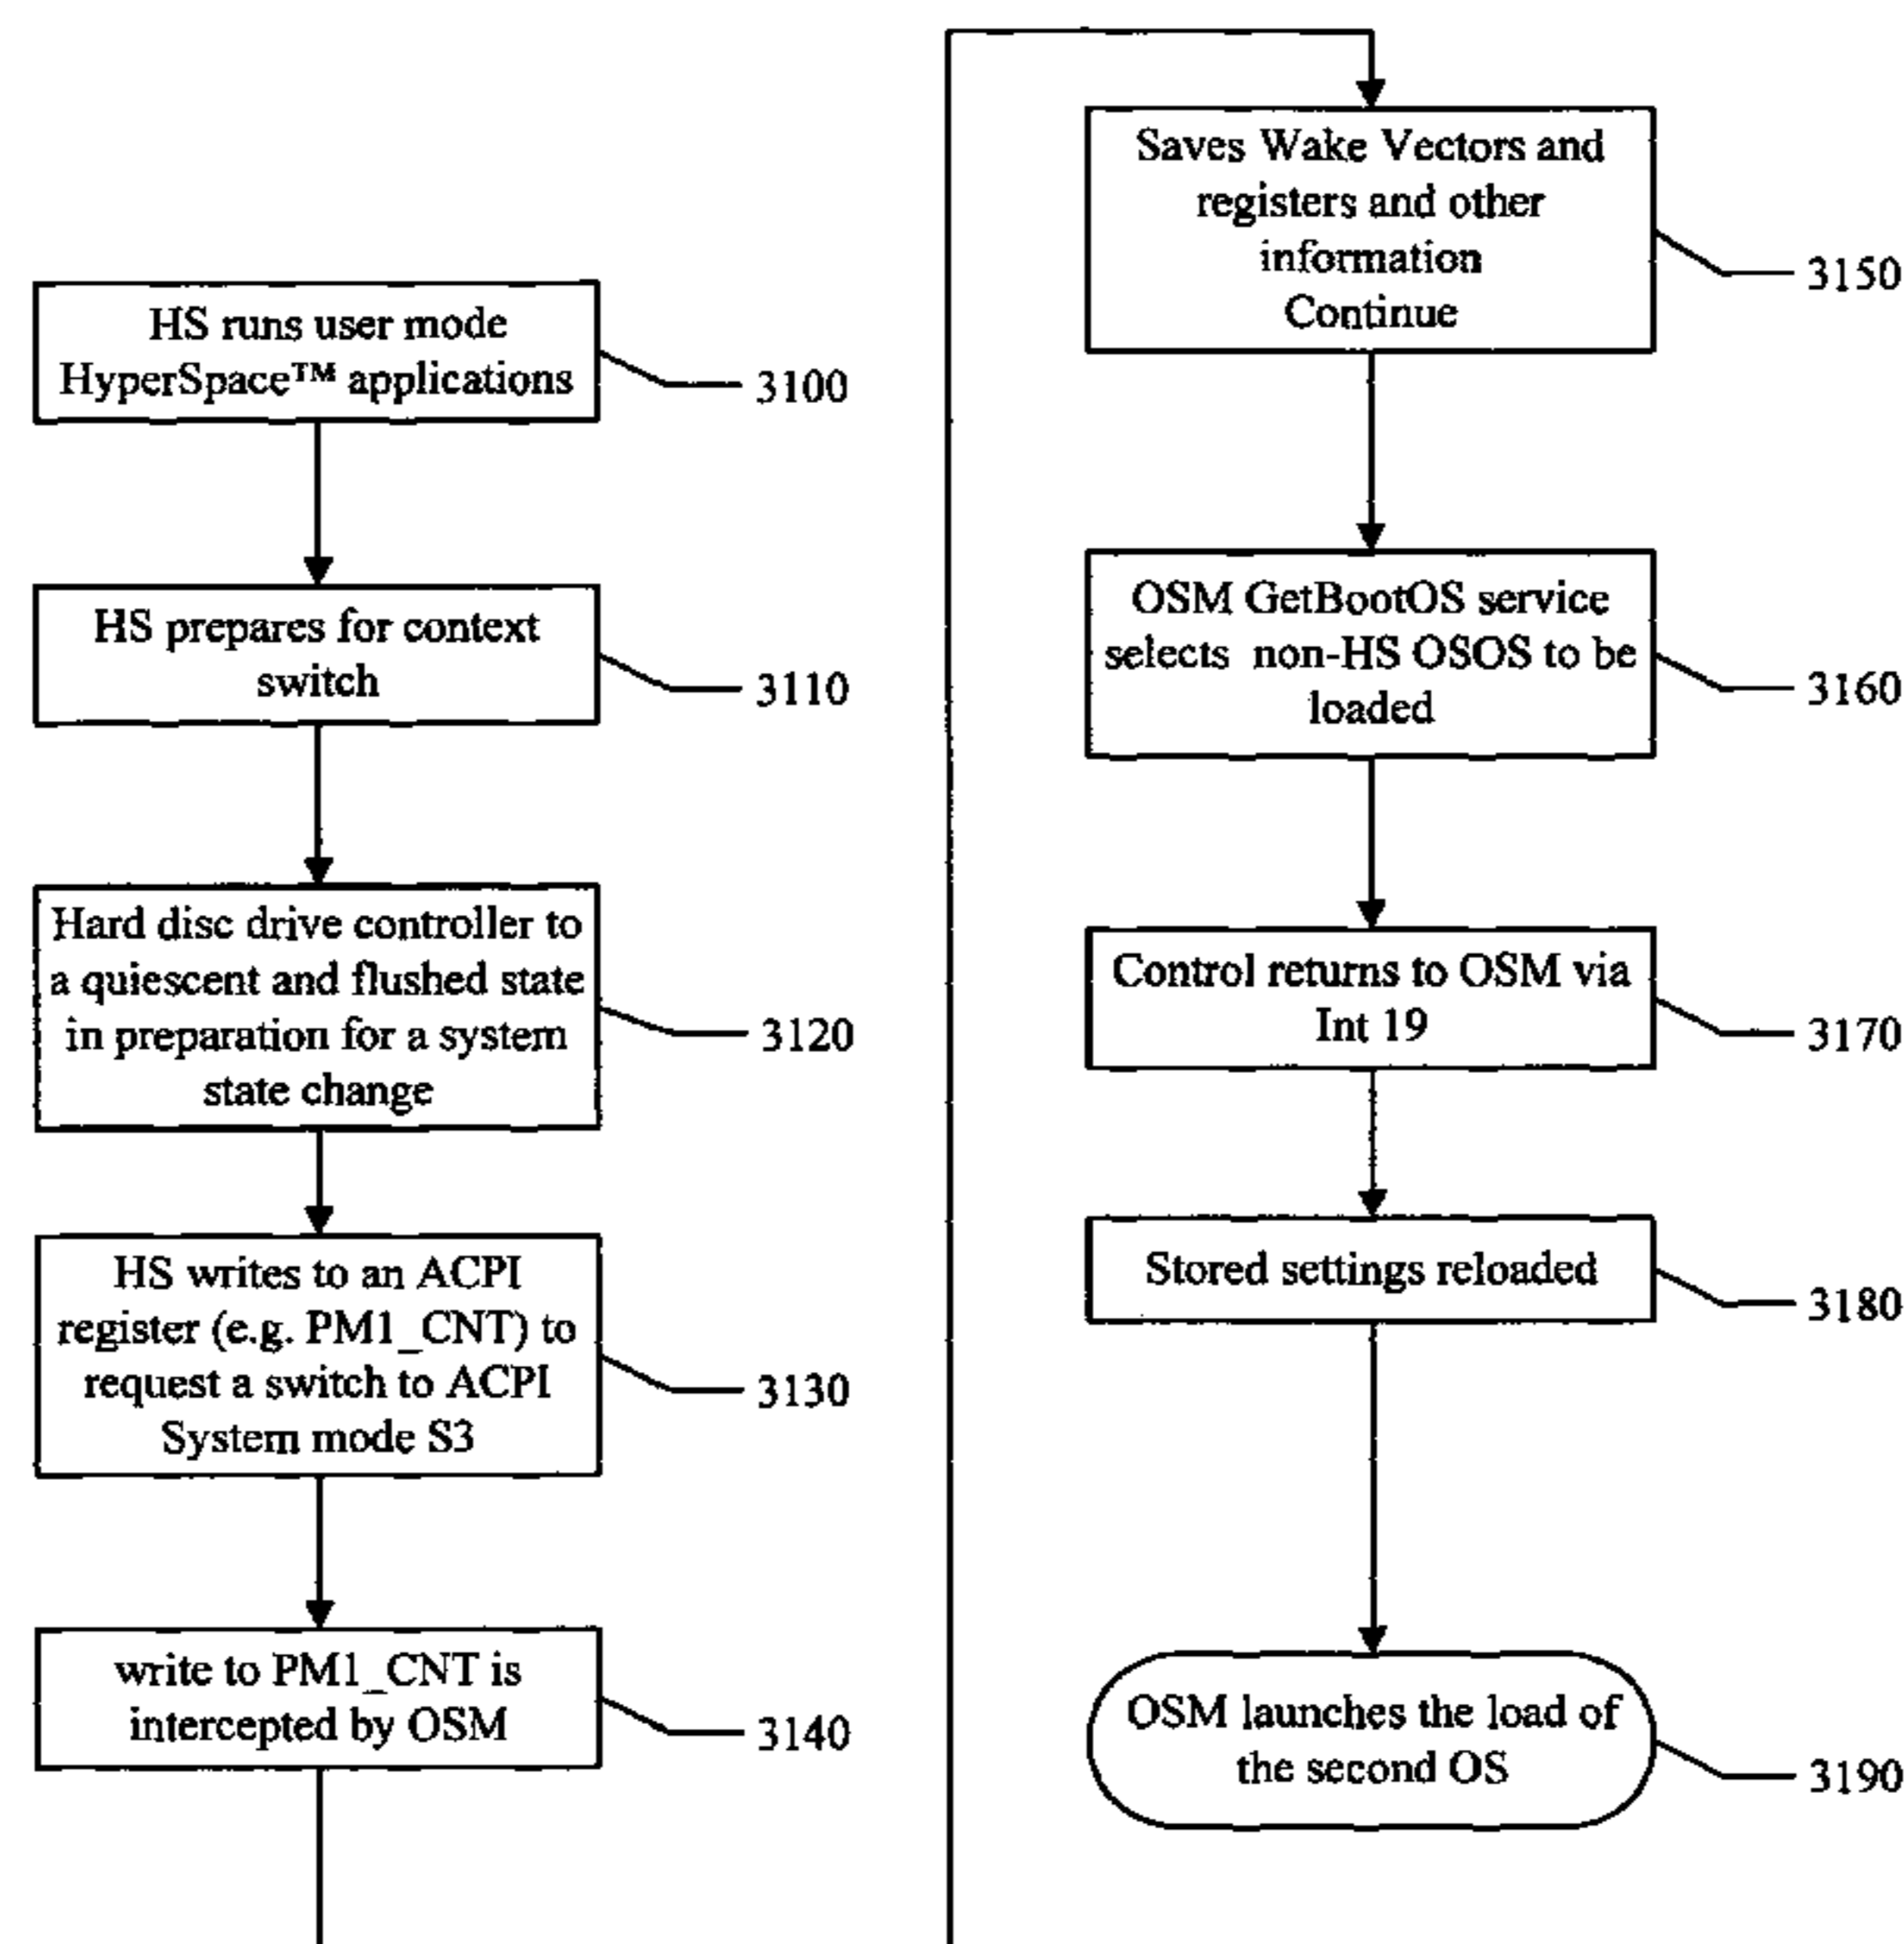 HS runs user mode
HyperSpace™ applications
3100
HS prepares for context
switch
3110
Hard disc drive controller to
a quiescent and flushed state
in preparation for a system
state change
3120
HS writes to an ACPI
register (e.g. PM1_CNT) to
request a switch to ACPI
System mode S3
3130
write to PM1_CNT is
intercepted by OSM
3140
Saves Wake Vectors and
registers and other
information
Continue
3150
OSM GetBootOS service
selects non-HS OSOS to be
loaded
3160
Control returns to OSM via
Int 19
3170
Stored settings reloaded
3180
OSM launches the load of
the second OS
3190